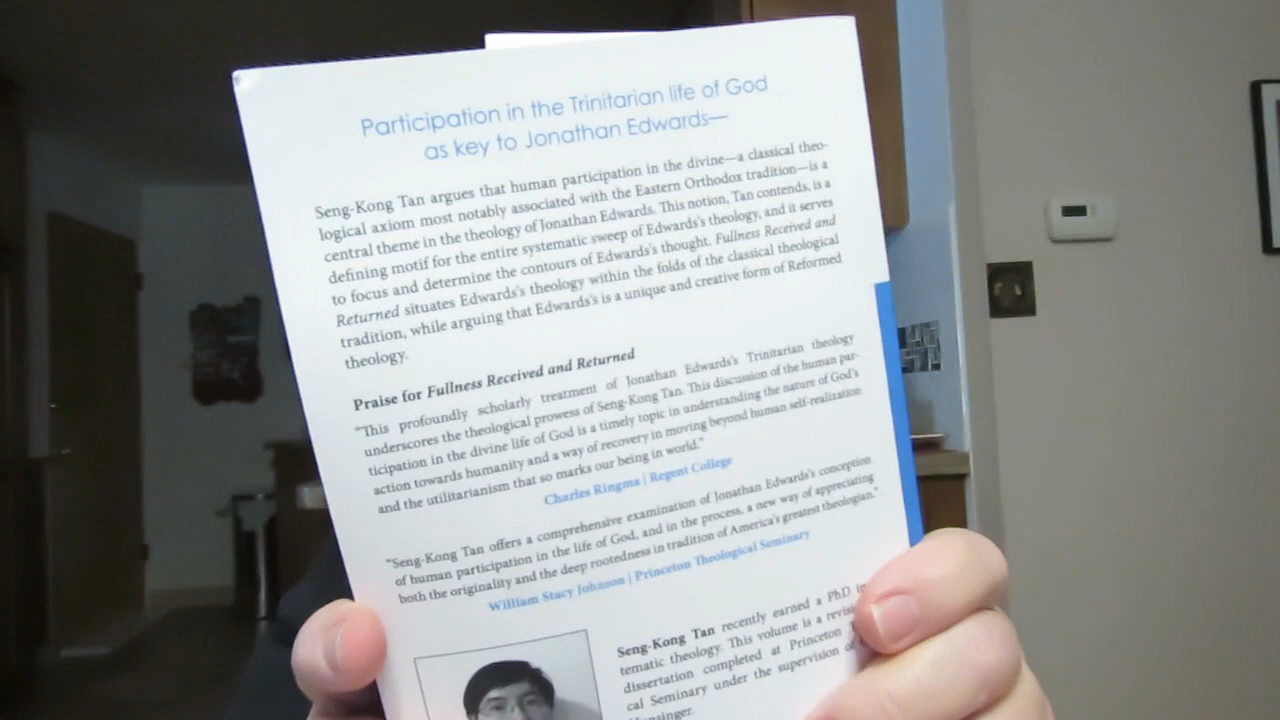 Participation in the Trinitarian life of God
as key to Jonathan Edwards—
Seng-Kong Tan argues that human participation in the divine—a classical theo-
logical axiom most notably associated with the Eastern Orthodox tradition—is a
central theme in the theology of Jonathan Edwards. This notion, Tan contends, is a
defining motif for the entire systematic sweep of Edwards's theology, and it serves
to focus and determine the contours of Edwards's thought. Fullness Received and
Returned situates Edwards's theology within the folds of the classical theological
tradition, while arguing that Edwards's is a unique and creative form of Reformed
theology.
Praise for Fullness Received and Returned
"This profoundly scholarly treatment of Jonathan Edwards's Trinitarian theology
underscores the theological prowess of Seng-Kong Tan. This discussion of the human par-
ticipation in the divine life of God is a timely topic in understanding the nature of God's
action towards humanity and a way of recovery in moving beyond human self-realization
and the utilitarianism that so marks our being in world."
Charles Ringma | Regent College
"Seng-Kong Tan offers a comprehensive examination of Jonathan Edwards's conception
of human participation in the life of God, and in the process, a new way of appreciating
both the originality and the deep rootedness in tradition of America's greatest theologian."
William Stacy Johnson | Princeton Theological Seminary
Seng-Kong Tan recently earned a PhD in
tematic theology. This volume is a
dissertation completed at Princeton
cal Seminary under the supervision of